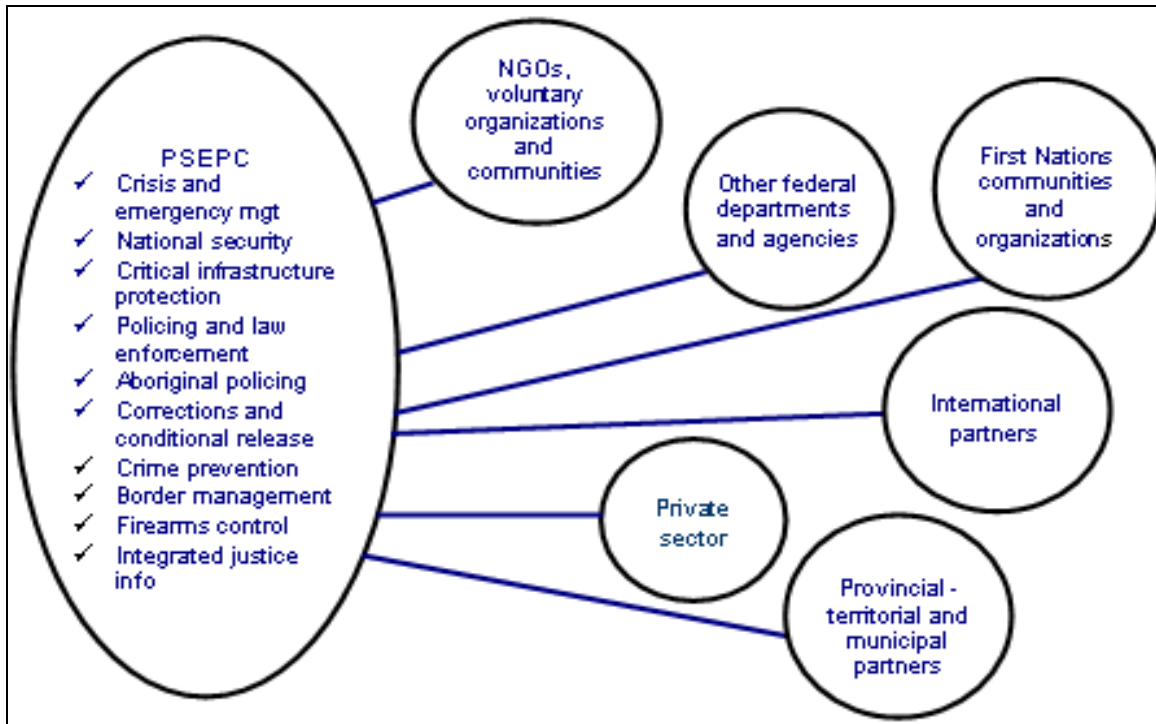 PSEPC
✓ Crisis and
emergency mgt
✓ National security
✓ Critical infrastructure
protection
✓ Policing and law
enforcement
✓ Aboriginal policing
✓ Corrections and
conditional release
✓ Crime prevention
✓ Border management
✓ Firearms control
✓ Integrated justice
info
NGOs,
voluntary
organizations
and
communities
Other federal
departments
and agencies
First Nations
communities
and
organizations
International
partners
Private
sector
Provincial -
territorial and
municipal
partners